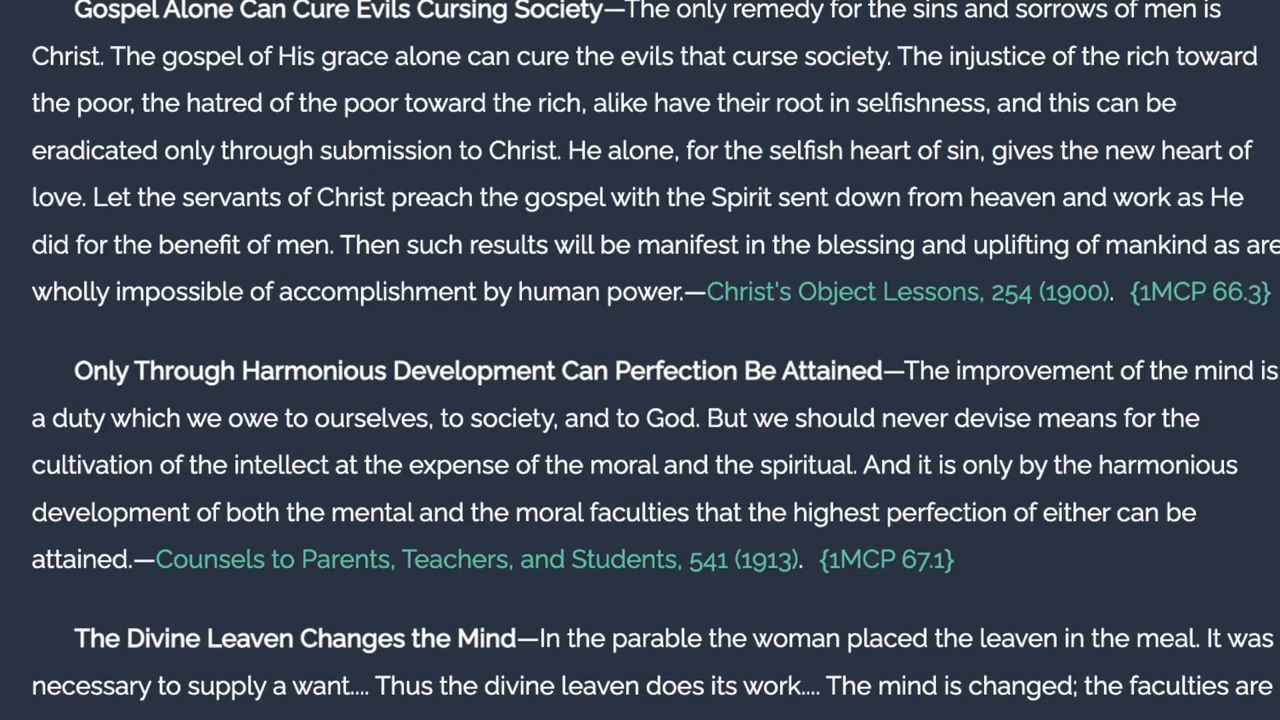 Gospel Alone Can Cure Evils Cursing Society—The only remedy for the sins and sorrows of men is
Christ. The gospel of His grace alone can cure the evils that curse society. The injustice of the rich toward
the poor, the hatred of the poor toward the rich, alike have their root in selfishness, and this can be
eradicated only through submission to Christ. He alone, for the selfish heart of sin, gives the new heart of
love. Let the servants of Christ preach the gospel with the Spirit sent down from heaven and work as He
did for the benefit of men. Then such results will be manifest in the blessing and uplifting of mankind as are
wholly impossible of accomplishment by human power.—Christ's Object Lessons, 254 (1900). {1MCP 66.3}
Only Through Harmonious Development Can Perfection Be Attained—The improvement of the mind is
a duty which we owe to ourselves, to society, and to God. But we should never devise means for the
cultivation of the intellect at the expense of the moral and the spiritual. And it is only by the harmonious
development of both the mental and the moral faculties that the highest perfection of either can be
attained.—Counsels to Parents, Teachers, and Students, 541 (1913). {1MCP 67.1}
The Divine Leaven Changes the Mind—In the parable the woman placed the leaven in the meal. It was
necessary to supply a want.... Thus the divine leaven does its work.... The mind is changed; the faculties are